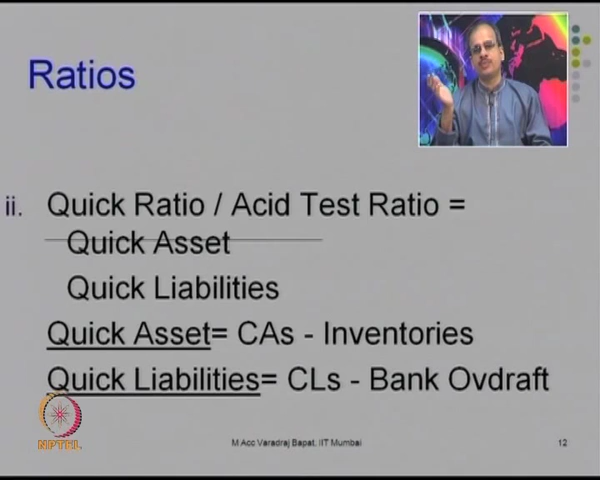 Ratios
ii. Quick Ratio / Acid Test Ratio =
Quick Asset
Quick Liabilities
Quick Asset= CAs - Inventories
Quick Liabilities= CLs - Bank Ovdraft
NPTEL
M Acc Varadraj Bapat, IIT Mumbai
12